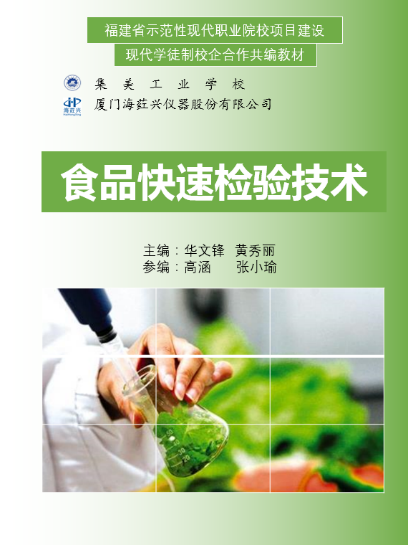 福建省示范性现代职业院校项目建设
现代学徒制校企合作共编教材
集美工业学校
海荭兴
厦门海荭兴仪器股份有限公司
食品快速检验技术
主编：华文锋 黄秀丽
参编：高涵 张小瑜